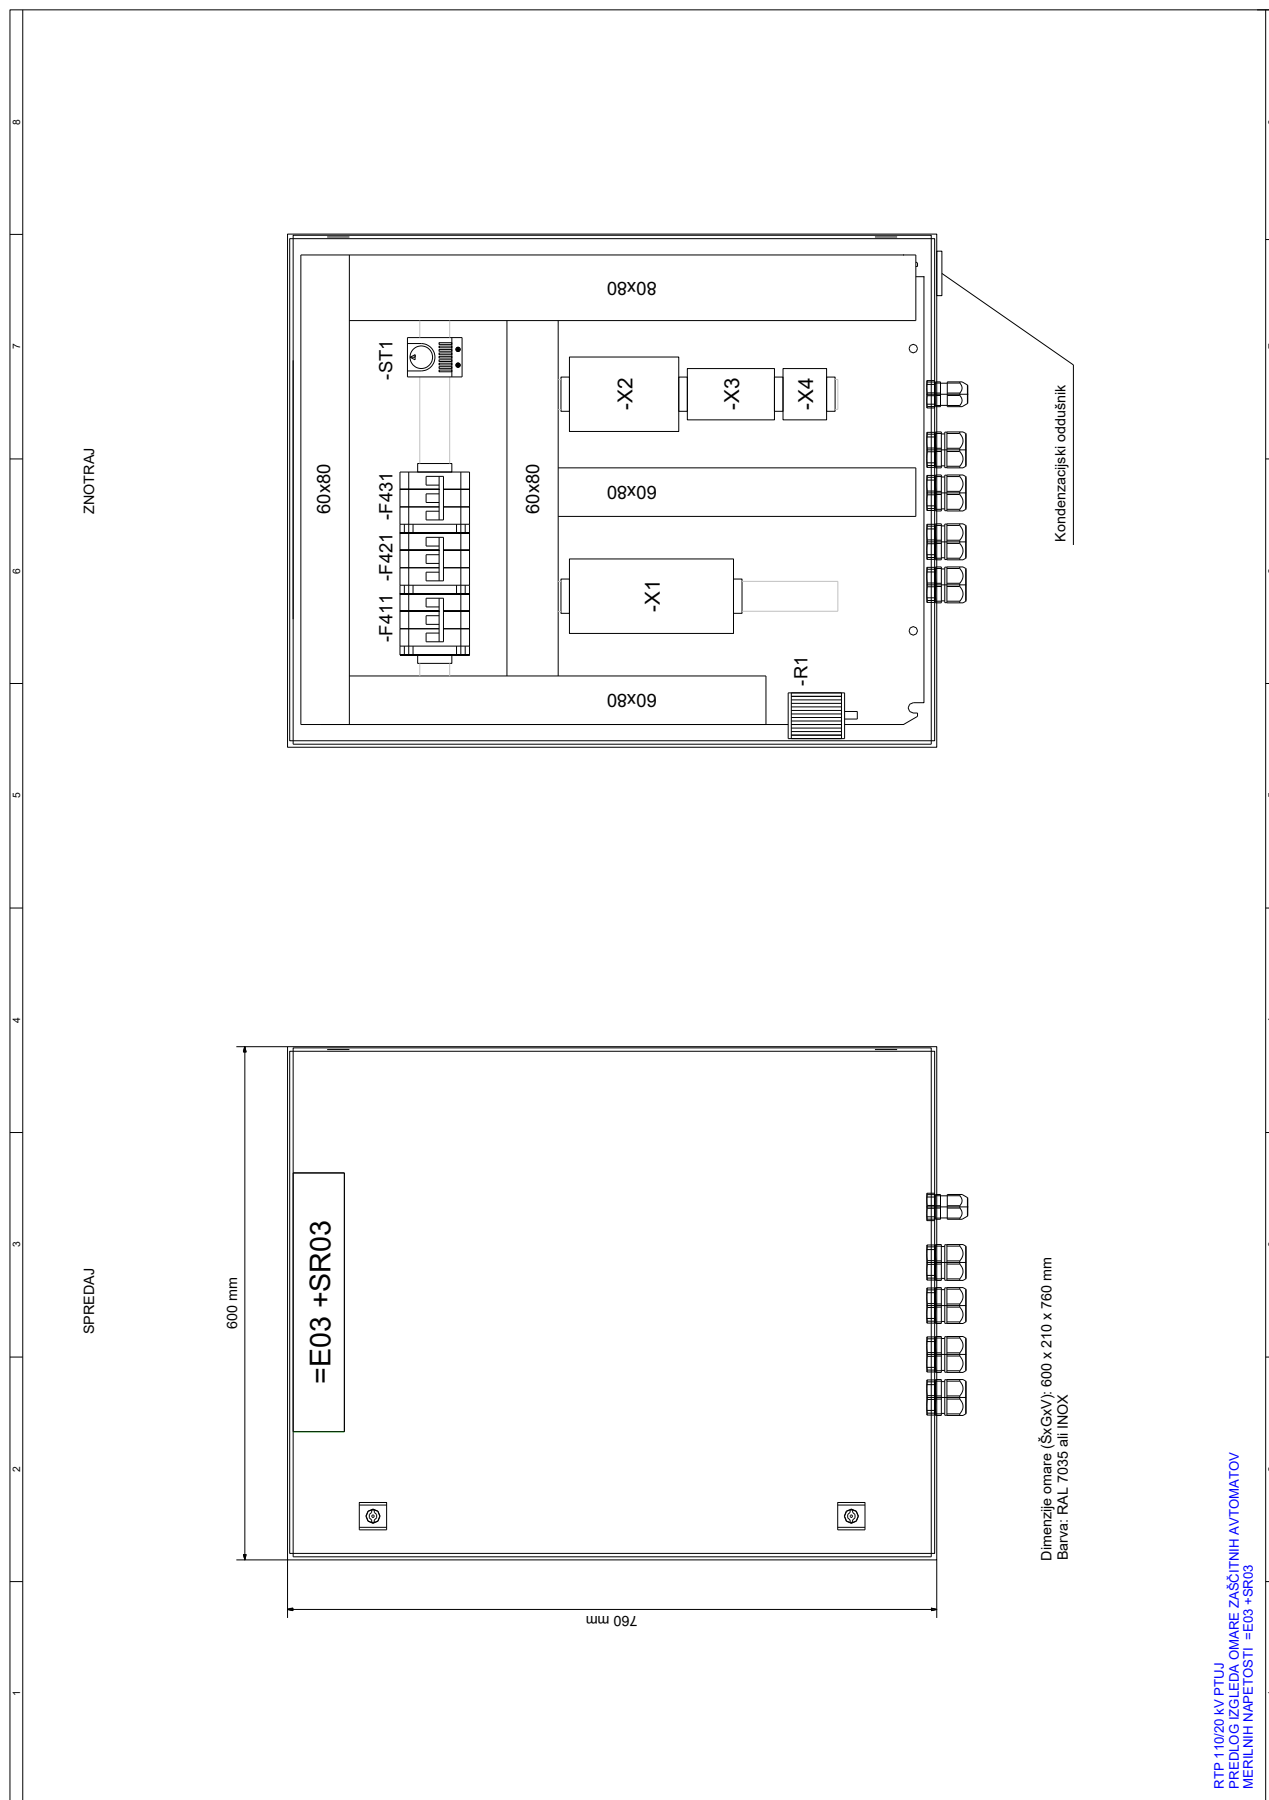 1
2
3
4
5
6
7
8
SPREDAJ
ZNOTRAJ
600 mm
760 mm
=E03 +SR03
60x80
-F411
-F421
-F431
-ST1
60x80
60x80
60x80
80x80
-X1
-X2
-X3
-X4
-R1
Kondenzacijski oddušnik
Dimenzije omare (ŠxGxV): 600 x 210 x 760 mm
Barva: RAL 7035 ali INOX
RTP 110/20 kV PTUJ
PREDLOG IZGLEDA OMARE ZAŠČITNIH AVTOMATOV
MERILNIH NAPETOSTI =E03 +SR03